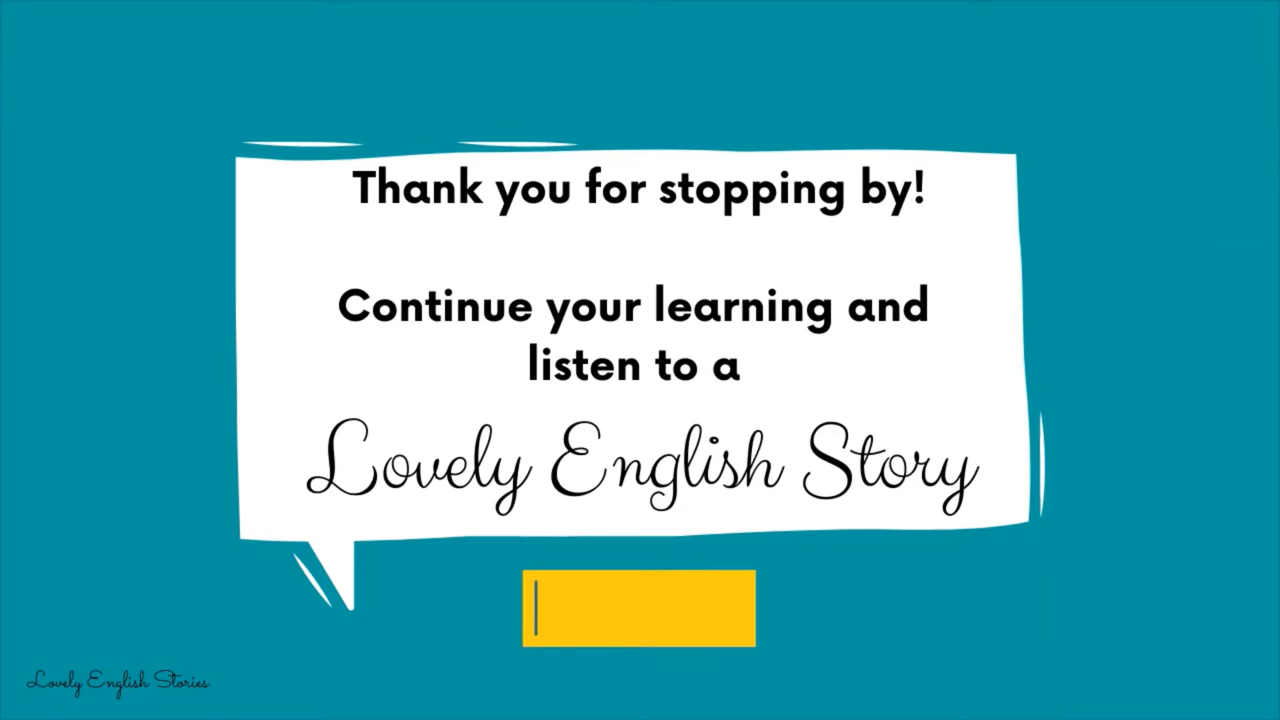 Thank you for stopping by!
Continue your learning and
listen to a
Lovely English Story
Lovely English Stories